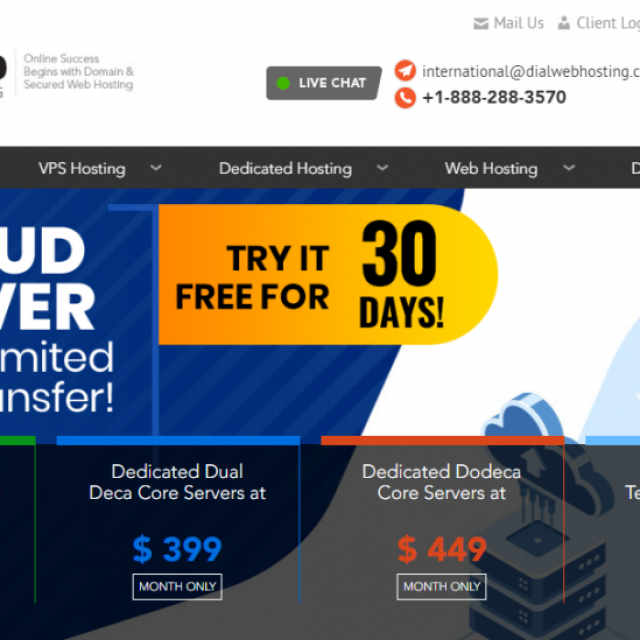 Mail Us
Client Log
Online Success
Begins with Domain &
Secured Web Hosting
LIVE CHAT
international@dialwebhosting.c
+1-888-288-3570
VPS Hosting
Dedicated Hosting
Web Hosting
D
UD
VER
mited
nsfer!
TRY IT
FREE FOR
30
DAYS!
Dedicated Dual
Deca Core Servers at
$ 399
MONTH ONLY
Dedicated Dodeca
Core Servers at
$ 449
MONTH ONLY
Te